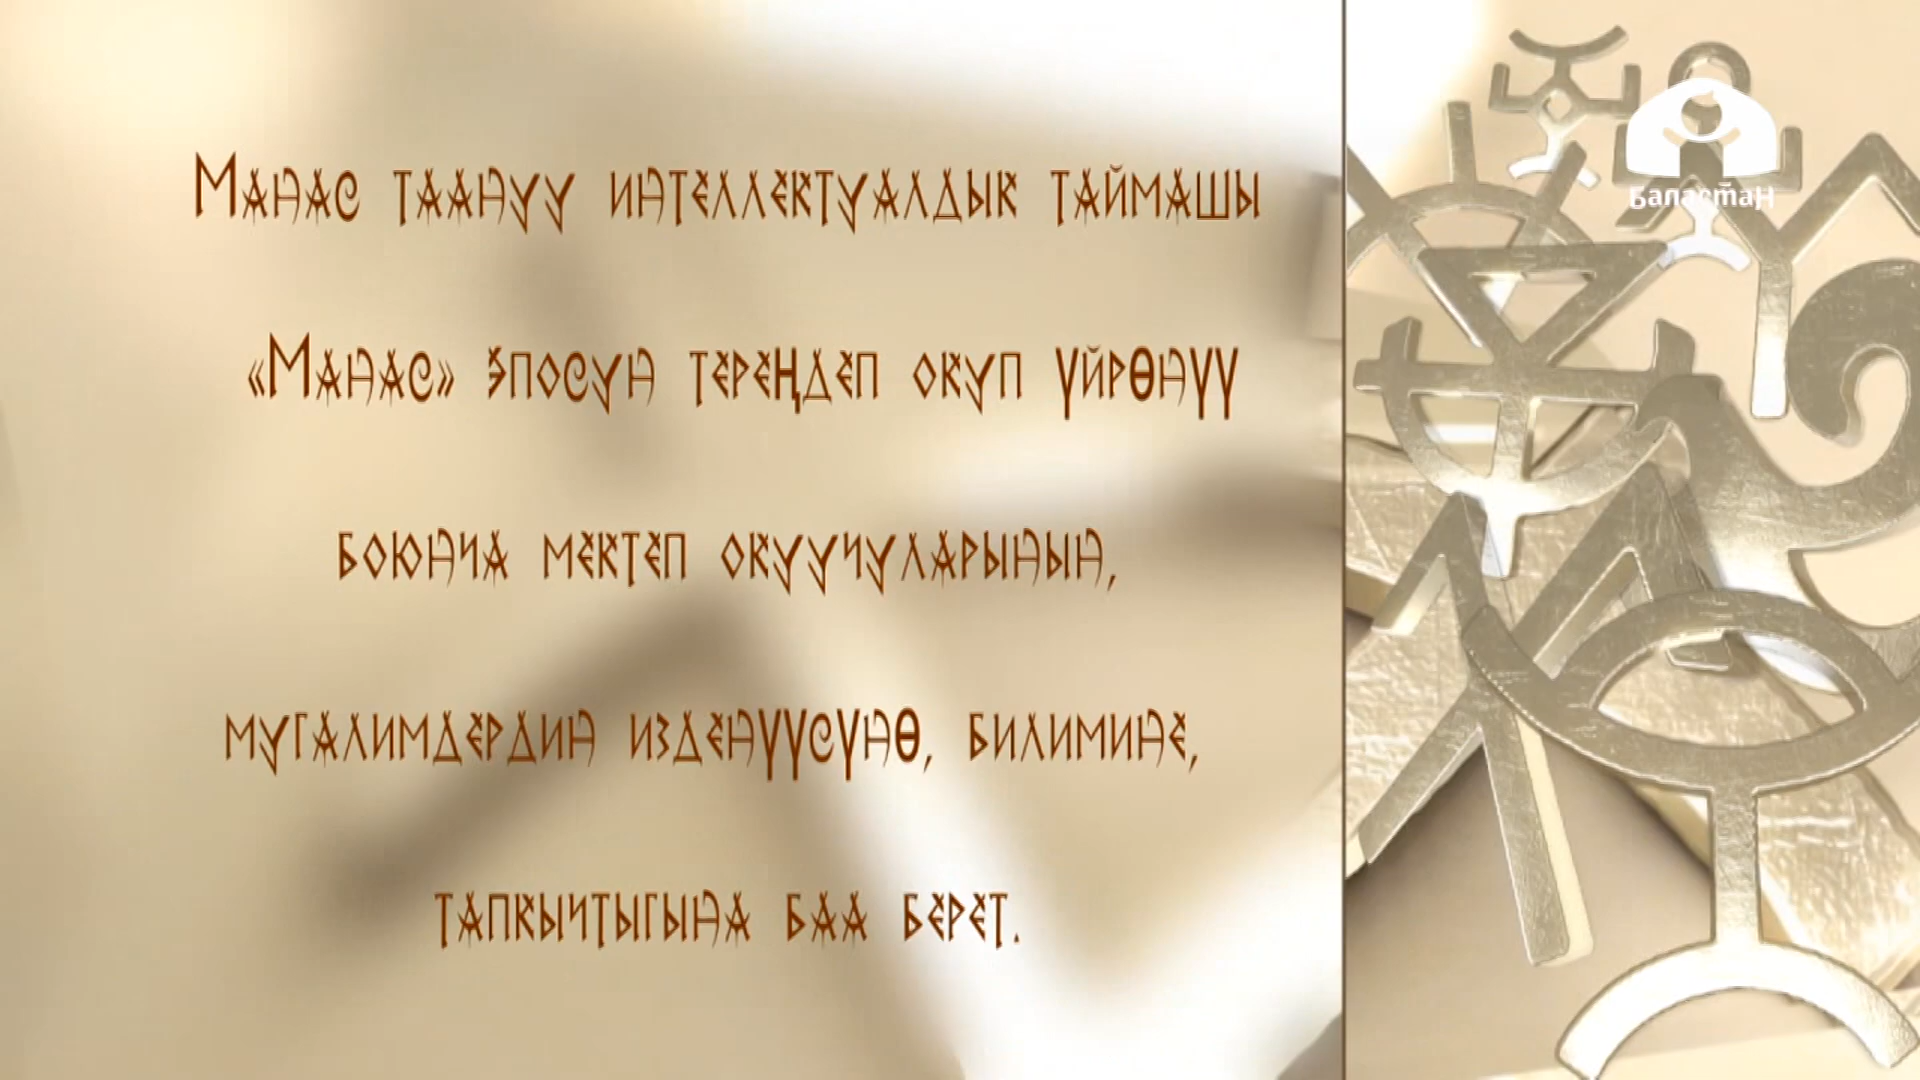 Манас таануу интеллектуалдык таймашы
«Манас» эпосун тереңдеп окуп үйрөнүү
боюнча мектеп окуучуларынын,
мугалимдердин изденүүсүнө, билимине,
тапкычтыгына баа берет.
Баластан